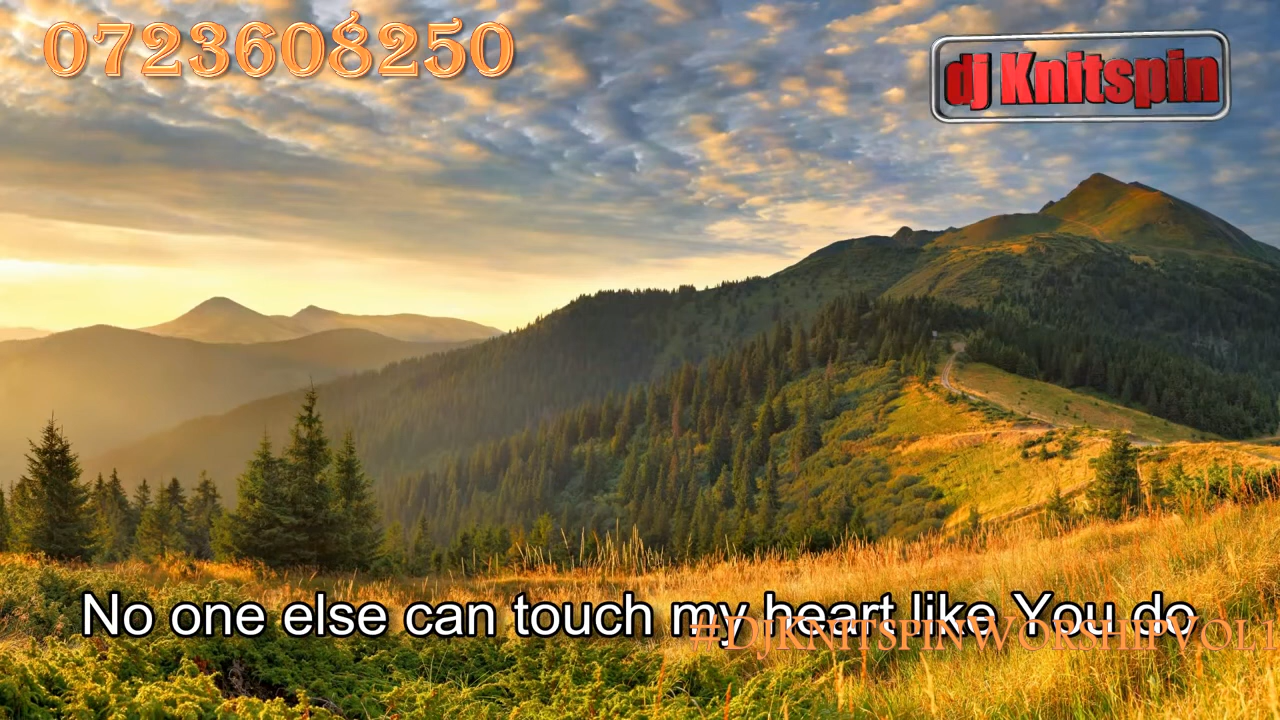 0723608250
dj Knitspin
No one else can touch my heart like You do
#DJKnitspinWorshipVol1